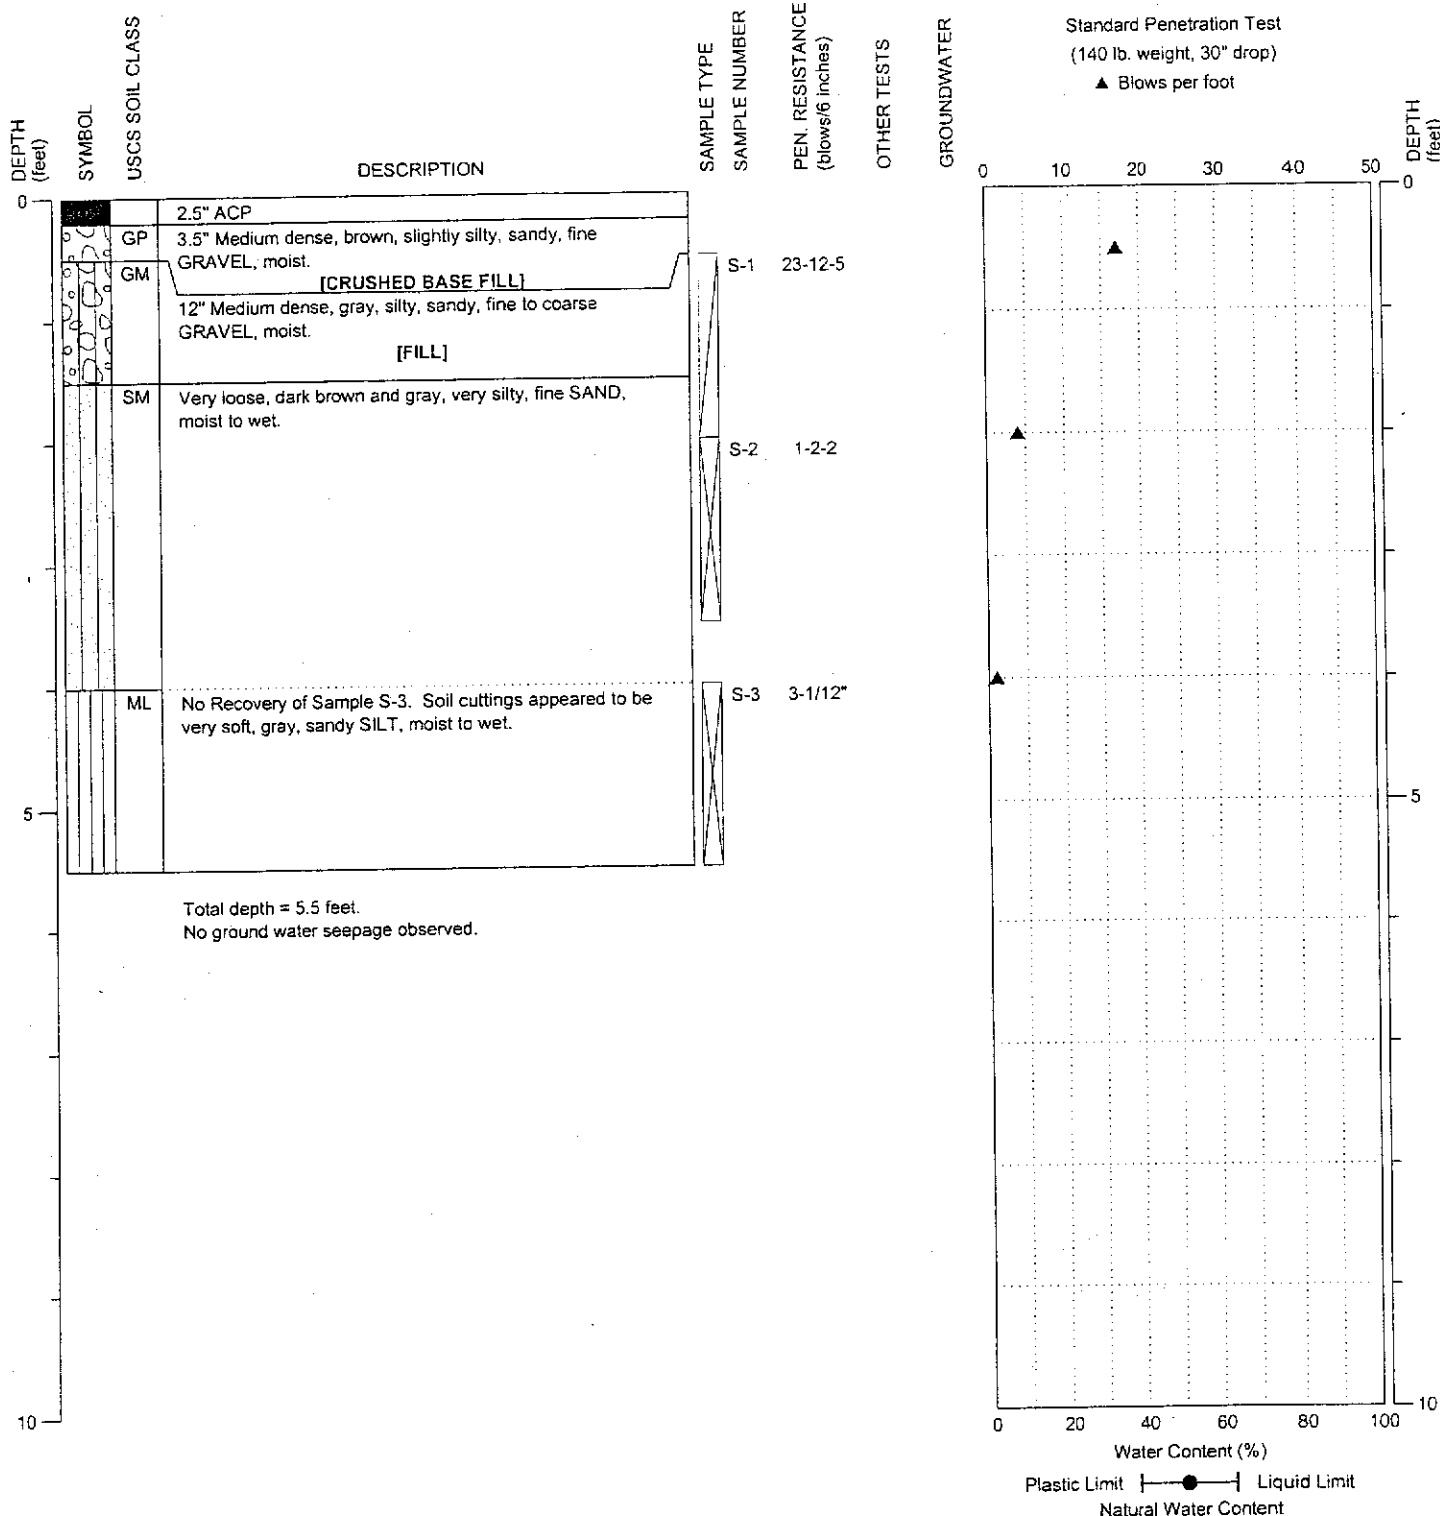 DEPTH
(feet)
SYMBOL
USCS SOIL CLASS
DESCRIPTION
SAMPLE TYPE
SAMPLE NUMBER
PEN. RESISTANCE
(blows/6 inches)
OTHER TESTS
GROUNDWATER
Standard Penetration Test
(140 lb. weight, 30" drop)
▲ Blows per foot
DEPTH
(feet)
0 10 20 30 40 50
0
0
2.5" ACP
GP 3.5" Medium dense, brown, slightly silty, sandy, fine
GRAVEL, moist.
[CRUSHED BASE FILL]
S-1 23-12-5
GM
12" Medium dense, gray, silty, sandy, fine to coarse
GRAVEL, moist.
[FILL]
SM Very loose, dark brown and gray, very silty, fine SAND,
moist to wet.
S-2 1-2-2
ML No Recovery of Sample S-3. Soil cuttings appeared to be
very soft, gray, sandy SILT, moist to wet.
S-3 3-1/12"
5
5
Total depth = 5.5 feet.
No ground water seepage observed.
10
10
0 20 40 60 80 100
Water Content (%)
Plastic Limit Liquid Limit
Natural Water Content